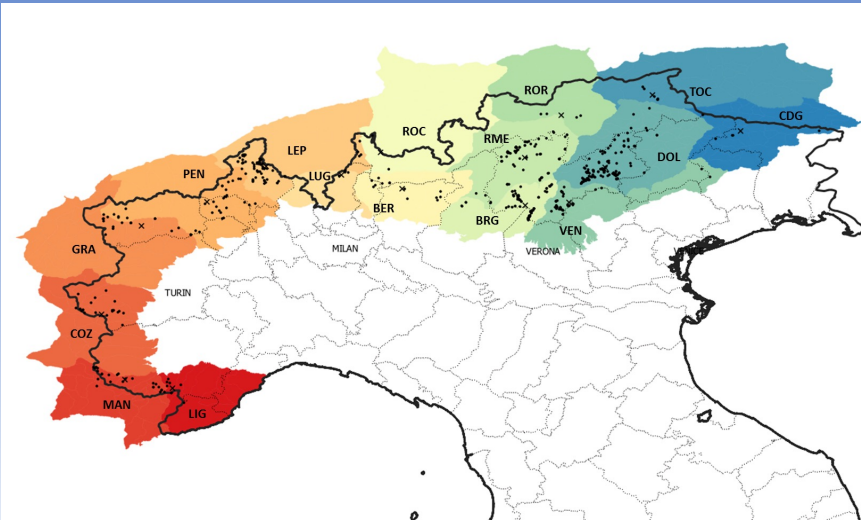 ROR
TOC
CDG
ROC
RME
LEP
DOL
PEN
LUG
BER
BRG
VEN
GRA
MILAN
VERONA
TURIN
COZ
MAN
LIG